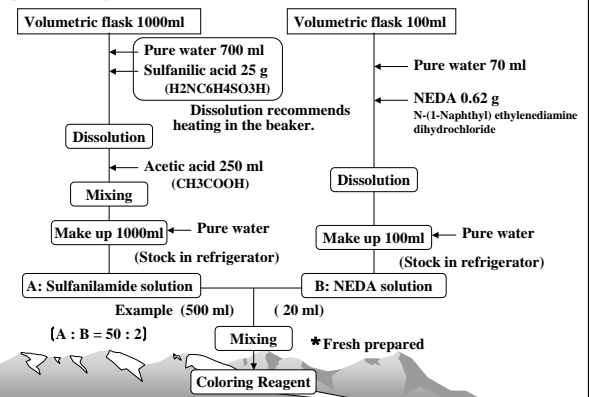 Volumetric flask 1000ml
Pure water 700 ml
Sulfanilic acid 25 g
(H2NC6H4SO3H)
Dissolution recommends
heating in the beaker.
Dissolution
Acetic acid 250 ml
(CH3COOH)
Mixing
Make up 1000ml
Pure water
(Stock in refrigerator)
A: Sulfanilamide solution
Volumetric flask 100ml
Pure water 70 ml
NEDA 0.62 g
N-(1-Naphthyl) ethylenediamine
dihydrochloride
Dissolution
Make up 100ml
Pure water
(Stock in refrigerator)
B: NEDA solution
Example (500 ml) ( 20 ml)
(A : B = 50 : 2)
Mixing
*Fresh prepared
Coloring Reagent